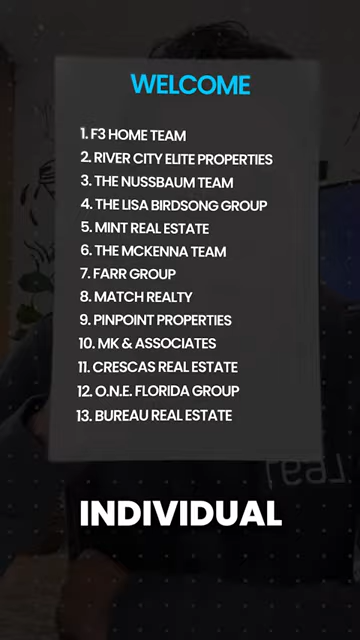 WELCOME
1. F3 HOME TEAM
2. RIVER CITY ELITE PROPERTIES
3. THE NUSSBAUM TEAM
4. THE LISA BIRDSONG GROUP
5. MINT REAL ESTATE
6. THE MCKENNA TEAM
7. FARR GROUP
8. MATCH REALTY
9. PINPOINT PROPERTIES
10. MK & ASSOCIATES
11. CRESCAS REAL ESTATE
12. O.N.E. FLORIDA GROUP
13. BUREAU REAL ESTATE
INDIVIDUAL